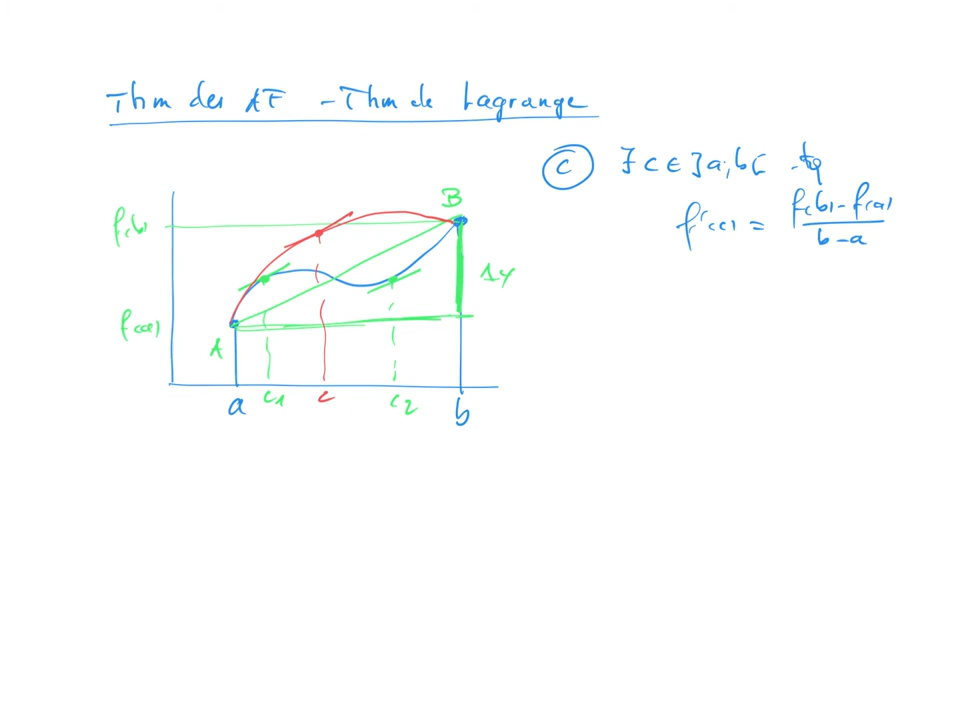 Thm des AF - Thm de Lagrange
C ∃ c ∈ ]a,b[ tq
f'(c) = f(b) - f(a) / b - a
B
f(b)
Δy
f(a)
A
a c1 c c2 b